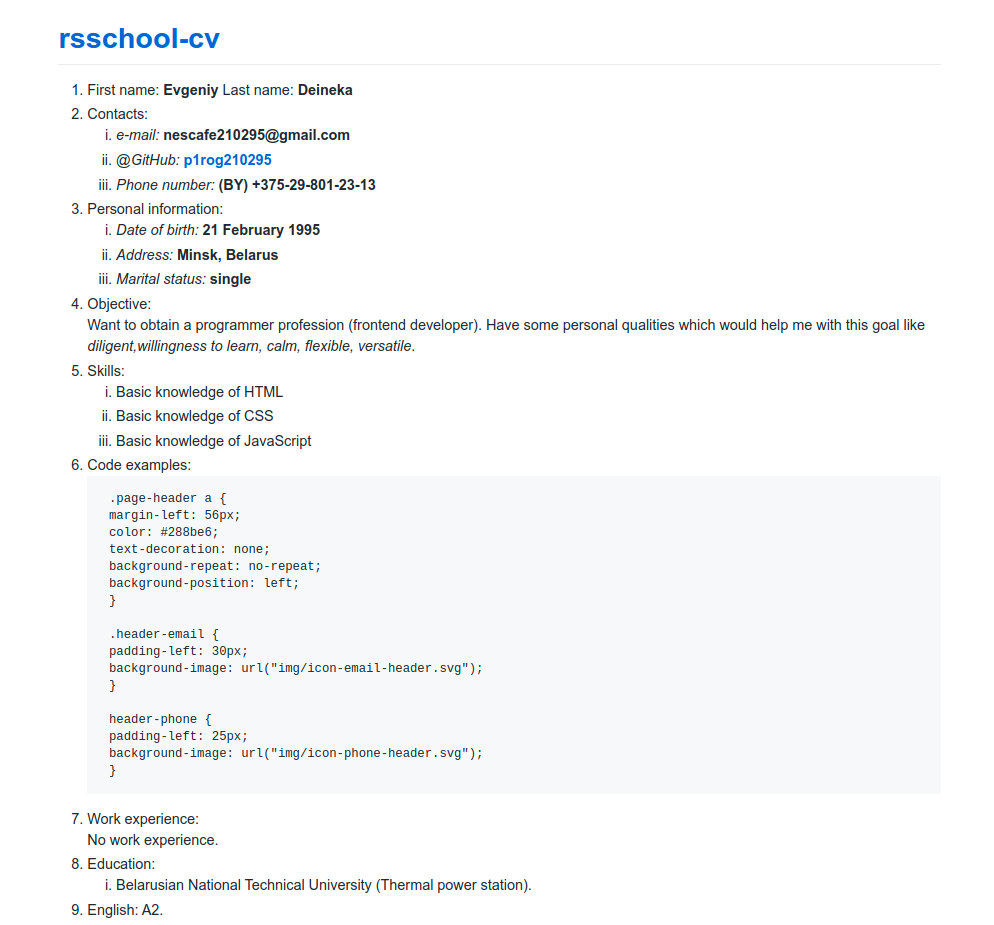 rsschool-cv
1. First name: Evgeniy Last name: Deineka
2. Contacts:
i. e-mail: nescafe210295@gmail.com
ii. @GitHub: p1rog210295
iii. Phone number: (BY) +375-29-801-23-13
3. Personal information:
i. Date of birth: 21 February 1995
ii. Address: Minsk, Belarus
iii. Marital status: single
4. Objective:
Want to obtain a programmer profession (frontend developer). Have some personal qualities which would help me with this goal like
diligent,willingness to learn, calm, flexible, versatile.
5. Skills:
i. Basic knowledge of HTML
ii. Basic knowledge of CSS
iii. Basic knowledge of JavaScript
6. Code examples:
.page-header a {
margin-left: 56px;
color: #288be6;
text-decoration: none;
background-repeat: no-repeat;
background-position: left;
}
.header-email {
padding-left: 30px;
background-image: url("img/icon-email-header.svg");
}
header-phone {
padding-left: 25px;
background-image: url("img/icon-phone-header.svg");
}
7. Work experience:
No work experience.
8. Education:
i. Belarusian National Technical University (Thermal power station).
9. English: A2.